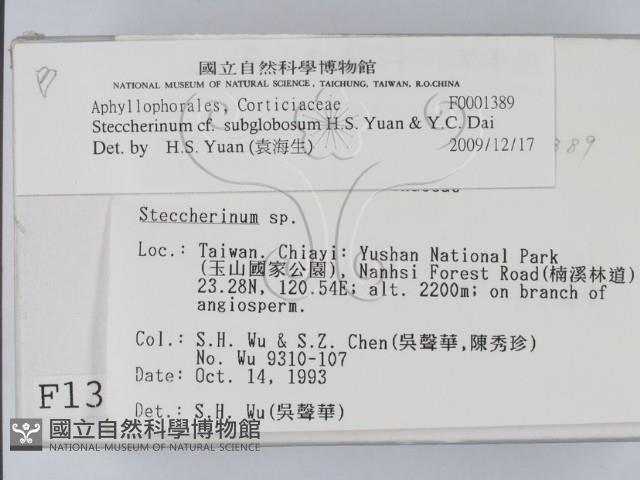 國立自然科學博物館
NATIONAL MUSEUM OF NATURAL SCIENCE, TAICHUNG, TAIWAN, R.O.CHINA
Aphyllophorales, Corticiaceae F0001389
Steccherinum cf. subglobosum H.S. Yuan & Y.C. Dai
Det. by H.S. Yuan (袁海生) 2009/12/17
389
Steccherinum sp.
Loc.: Taiwan. Chiayi: Yushan National Park
(玉山國家公園), Nanhsi Forest Road(楠溪林道)
23.28N, 120.54E; alt. 2200m; on branch of
angiosperm.
Col.: S.H. Wu & S.Z. Chen(吳聲華,陳秀珍)
No. Wu 9310-107
Date: Oct. 14, 1993
F13
Det.: S.H. Wu(吳聲華)
國立自然科學博物館
NATIONAL MUSEUM OF NATURAL SCIENCE